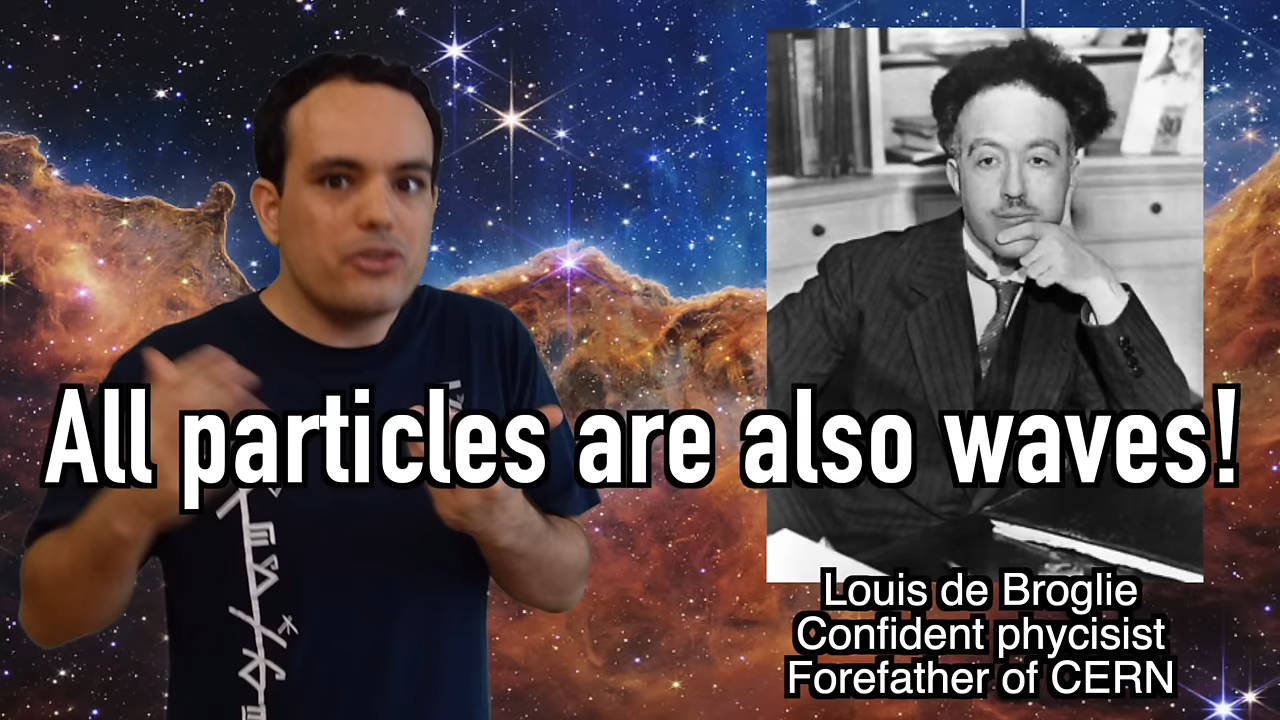 All particles are also waves!
Louis de Broglie
Confident phycisist
Forefather of CERN